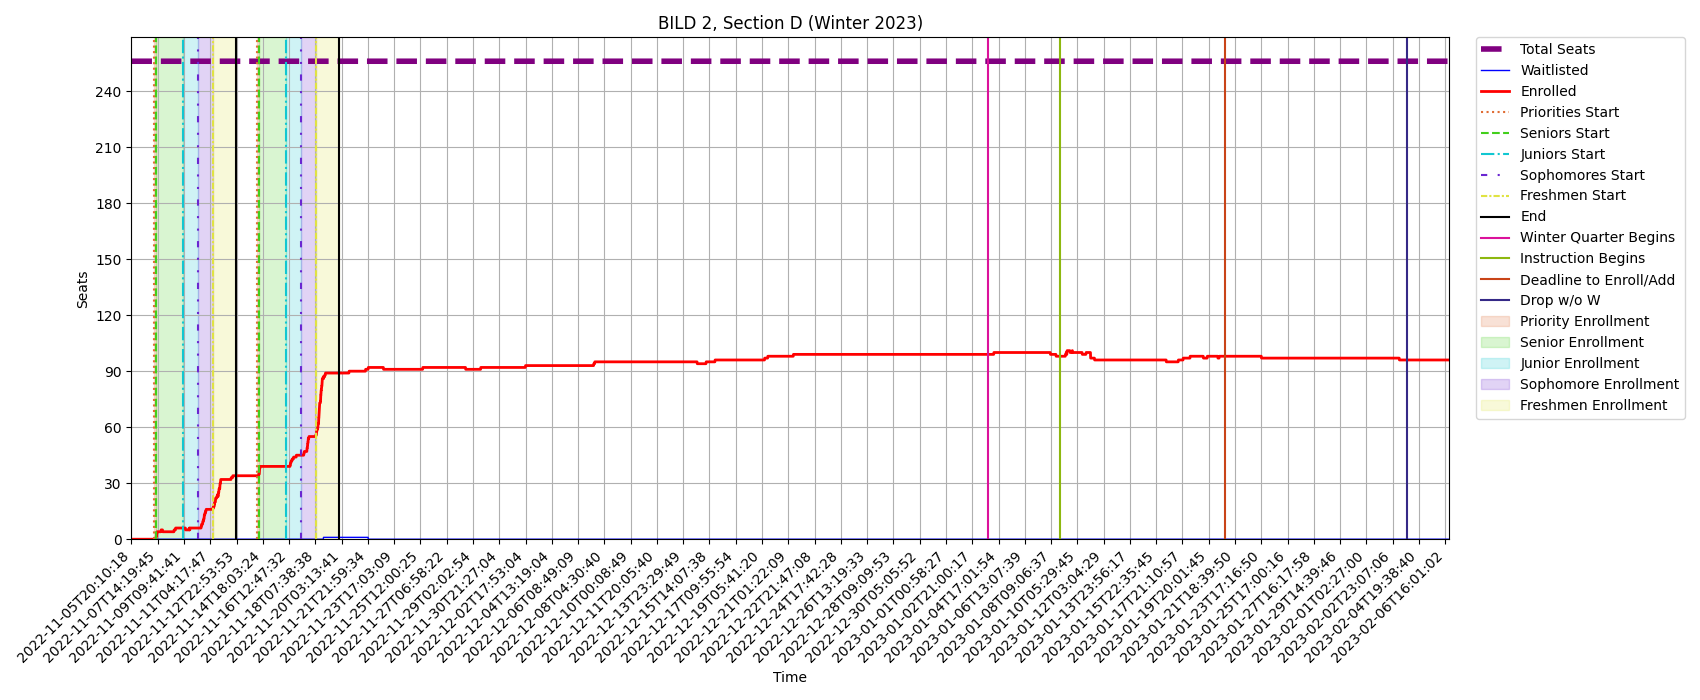 BILD 2, Section D (Winter 2023)
Seats
240
210
180
150
120
90
60
30
0
2022-11-05T20:10:18
2022-11-07T14:19:45
2022-11-09T09:41:41
2022-11-11T04:17:47
2022-11-12T22:53:53
2022-11-14T18:03:24
2022-11-16T12:47:32
2022-11-18T07:38:38
2022-11-20T03:13:41
2022-11-21T21:59:34
2022-11-23T17:03:09
2022-11-25T12:00:25
2022-11-27T06:58:22
2022-11-29T02:02:54
2022-11-30T21:27:04
2022-12-02T17:53:04
2022-12-04T13:19:04
2022-12-06T08:49:09
2022-12-08T04:30:40
2022-12-10T00:08:49
2022-12-11T20:05:40
2022-12-13T23:29:49
2022-12-15T14:07:38
2022-12-17T09:55:54
2022-12-19T05:41:20
2022-12-21T01:22:09
2022-12-22T21:47:08
2022-12-24T17:42:28
2022-12-26T13:19:33
2022-12-28T09:09:53
2022-12-30T05:05:52
2023-01-01T00:58:27
2023-01-02T21:00:17
2023-01-04T17:01:54
2023-01-06T13:07:39
2023-01-08T09:06:37
2023-01-10T05:29:45
2023-01-12T03:04:29
2023-01-13T23:56:17
2023-01-15T22:35:45
2023-01-17T21:10:57
2023-01-19T20:01:45
2023-01-21T18:39:50
2023-01-23T17:16:50
2023-01-25T17:00:16
2023-01-27T16:17:58
2023-01-29T14:39:46
2023-02-01T02:27:00
2023-02-02T23:07:06
2023-02-04T19:38:40
2023-02-06T16:01:02
Time
Total Seats
Waitlisted
Enrolled
Priorities Start
Seniors Start
Juniors Start
Sophomores Start
Freshmen Start
End
Winter Quarter Begins
Instruction Begins
Deadline to Enroll/Add
Drop w/o W
Priority Enrollment
Senior Enrollment
Junior Enrollment
Sophomore Enrollment
Freshmen Enrollment